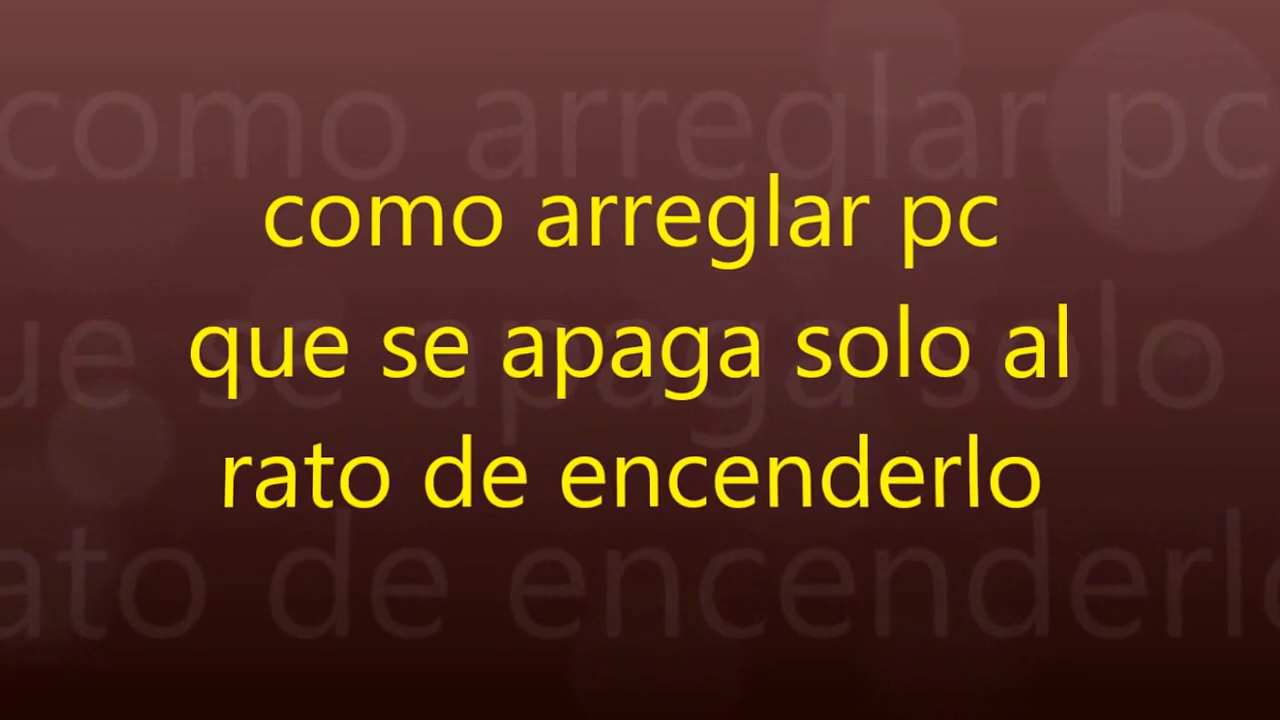 como arreglar pc
que se apaga solo al
rato de encenderlo